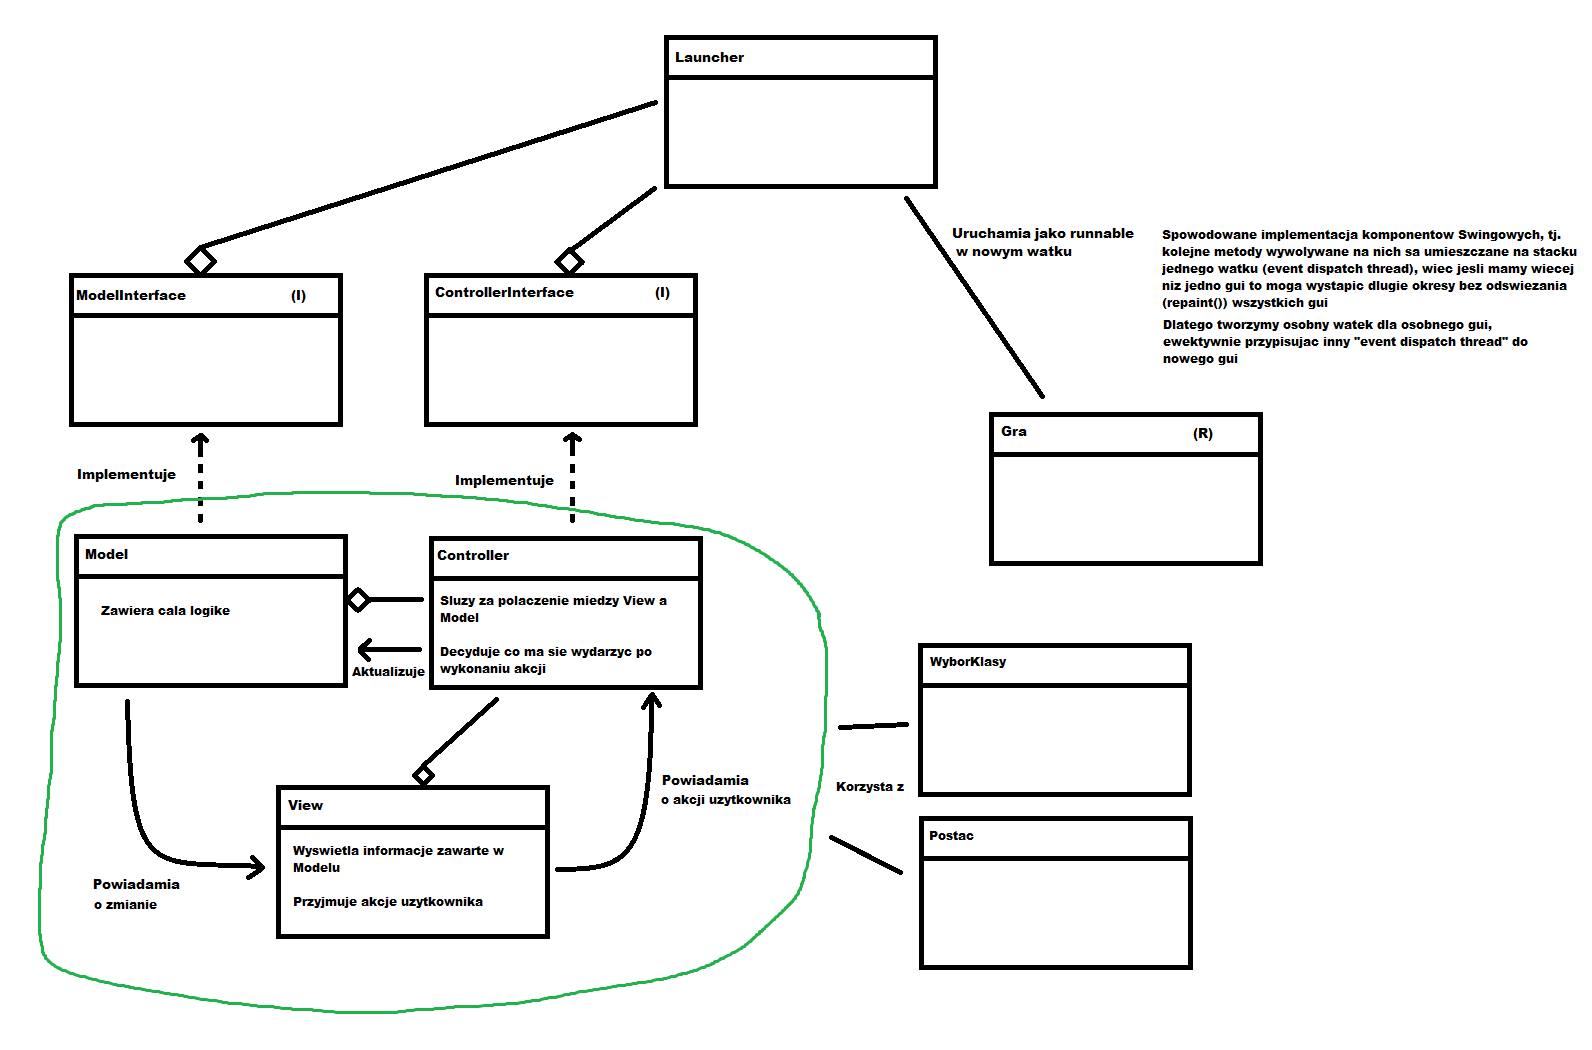 Launcher
Uruchamia jako runnable
w nowym watku
Spowodowane implementacja komponentow Swingowych, tj.
kolejne metody wywolywane na nich sa umieszczane na stacku
jednego watku (event dispatch thread), wiec jesli mamy wiecej
niz jedno gui to moga wystapic dlugie okresy bez odswiezania
(repaint()) wszystkich gui
Dlatego tworzymy osobny watek dla osobnego gui,
ewektywnie przypisujac inny "event dispatch thread" do
nowego gui
ModelInterface (I)
ControllerInterface (I)
Gra (R)
Implementuje
Implementuje
Model
Zawiera cala logike
Controller
Sluzy za polaczenie miedzy View a
Model
Decyduje co ma sie wydarzyc po
wykonaniu akcji
Aktualizuje
WyborKlasy
Korzysta z
Postac
Powiadamia
o akcji uzytkownika
View
Wyswietla informacje zawarte w
Modelu
Przyjmuje akcje uzytkownika
Powiadamia
o zmianie